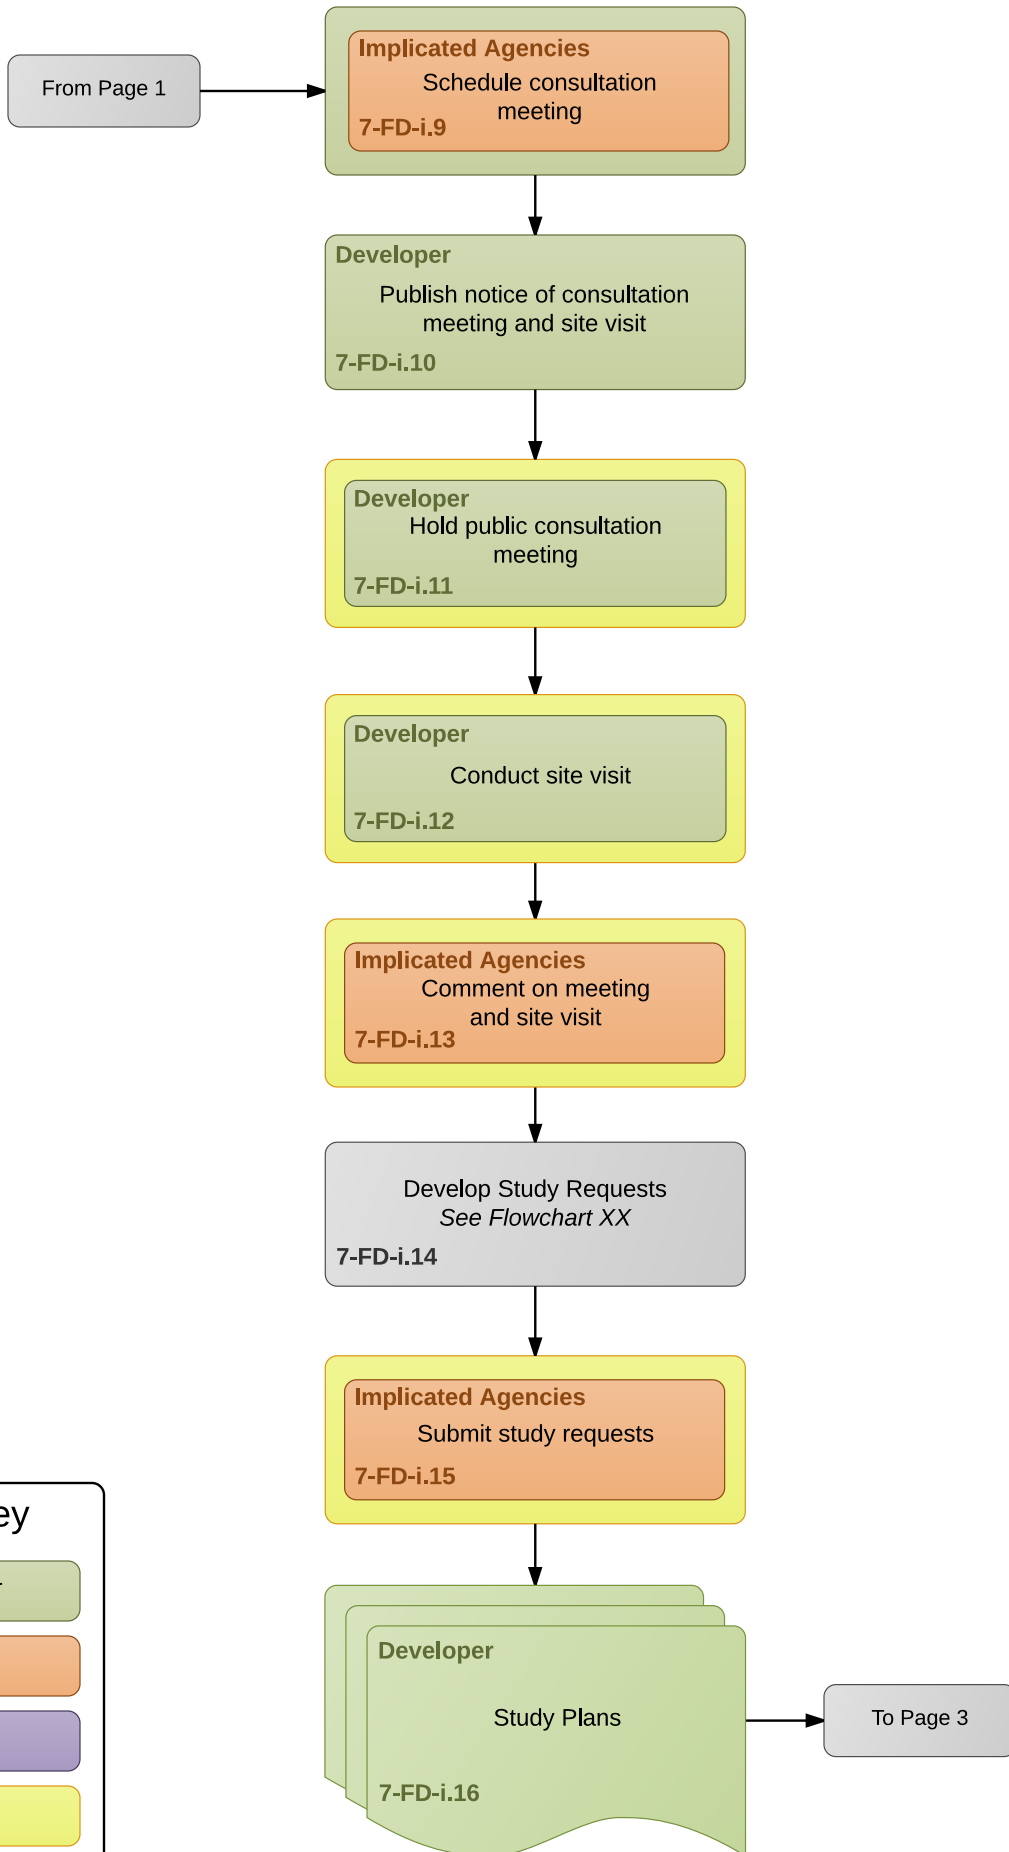 From Page 1
Implicated Agencies
Schedule consultation
meeting
7-FD-i.9
Developer
Publish notice of consultation
meeting and site visit
7-FD-i.10
Developer
Hold public consultation
meeting
7-FD-i.11
Developer
Conduct site visit
7-FD-i.12
Implicated Agencies
Comment on meeting
and site visit
7-FD-i.13
Develop Study Requests
See Flowchart XX
7-FD-i.14
Implicated Agencies
Submit study requests
7-FD-i.15
Developer
Study Plans
7-FD-i.16
To Page 3
ey